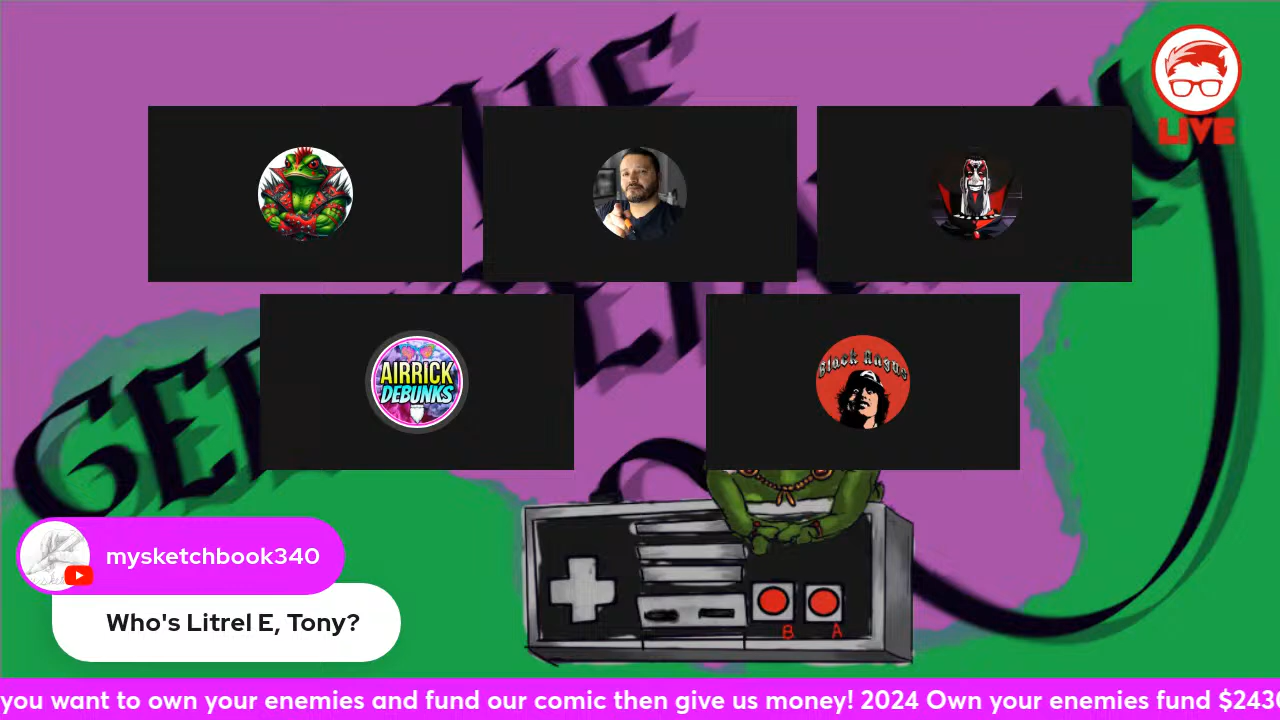 LIVE
AIRRICK
DEBUNKS
Black Angus
mysketchbook340
Who's Litrel E, Tony?
B A
you want to own your enemies and fund our comic then give us money! 2024 Own your enemies fund $243